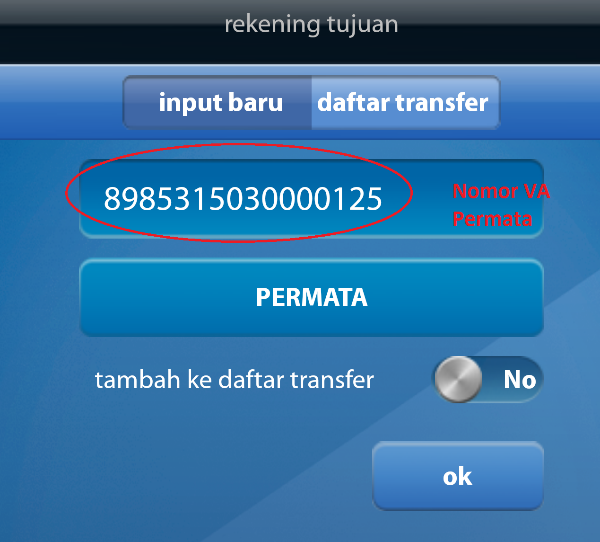 rekening tujuan
input baru daftar transfer
8985315030000125
Nomor VA
Permata
PERMATA
tambah ke daftar transfer No
ok